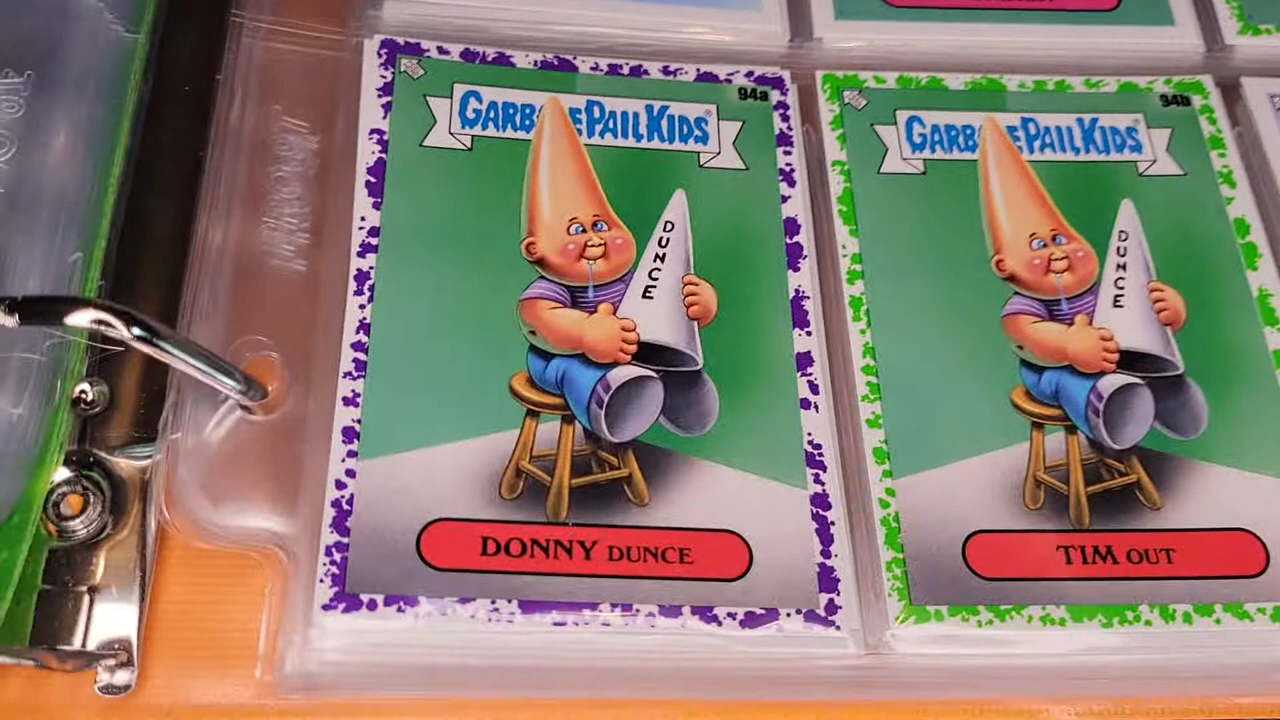 94a
GARBAGE PAIL KIDS
DUNCE
DONNY DUNCE
94b
GARBAGE PAIL KIDS
DUNCE
TIM OUT